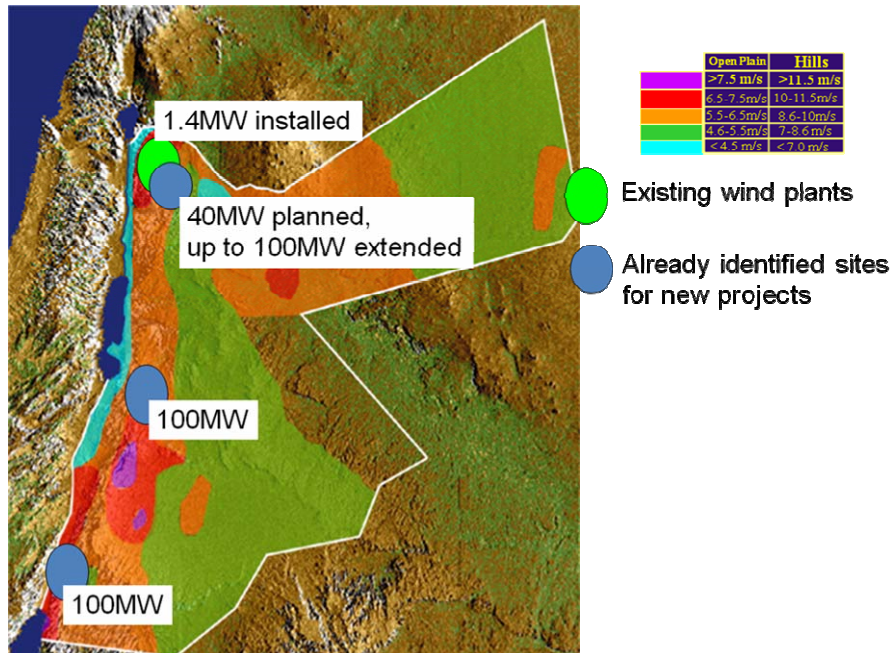 1.4MW installed
40MW planned,
up to 100MW extended
100MW
100MW
Open Plain Hills
>7.5 m/s >11.5 m/s
6.5-7.5m/s 10-11.5m/s
5.5-6.5m/s 8.6-10m/s
4.6-5.5m/s 7-8.6 m/s
< 4.5 m/s < 7.0 m/s
Existing wind plants
Already identified sites
for new projects